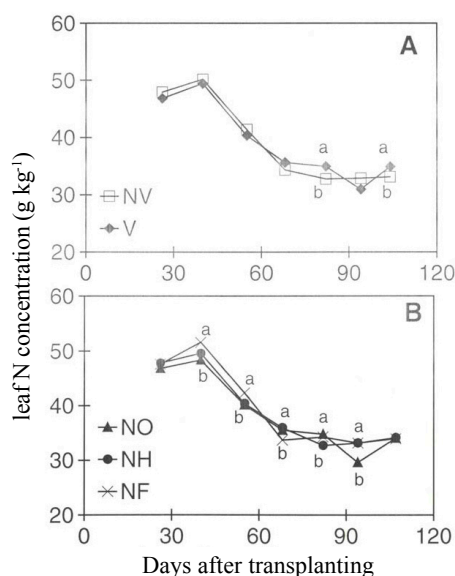 leaf N concentration (g kg⁻¹)
60
A
50
40
a
a
30
NV
b
b
V
20
0
30
60
90
120
60
B
a
50
b
a
40
b
a
a
a
NO
30
b
b
b
NH
NF
20
0
30
60
90
120
Days after transplanting